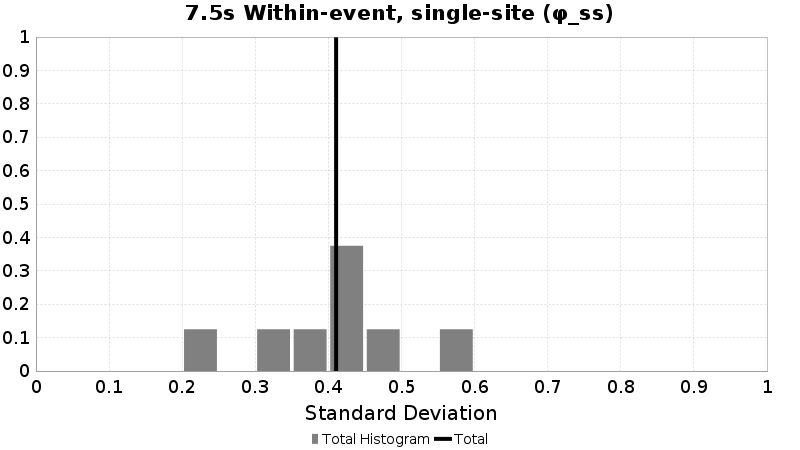 7.5s Within-event, single-site (φ_ss)
1
0.9
0.8
0.7
0.6
0.5
0.4
0.3
0.2
0.1
0
0 0.1 0.2 0.3 0.4 0.5 0.6 0.7 0.8 0.9 1
Standard Deviation
Total Histogram Total